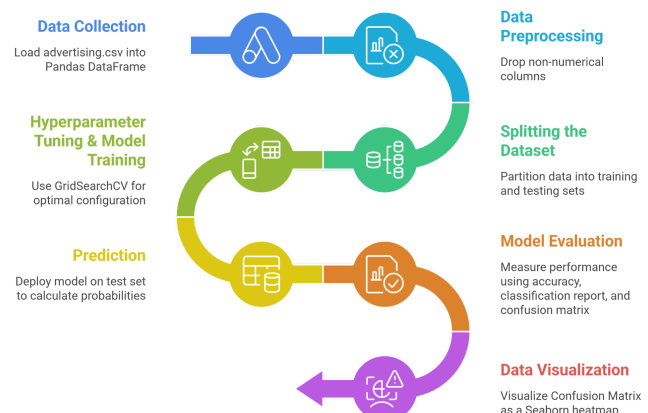 Data Collection
Load advertising.csv into
Pandas DataFrame
Data
Preprocessing
Drop non-numerical
columns
Splitting the
Dataset
Partition data into training
and testing sets
Hyperparameter
Tuning & Model
Training
Use GridSearchCV for
optimal configuration
Prediction
Deploy model on test set
to calculate probabilities
Model Evaluation
Measure performance
using accuracy,
classification report, and
confusion matrix
Data Visualization
Visualize Confusion Matrix
as a Seaborn heatmap